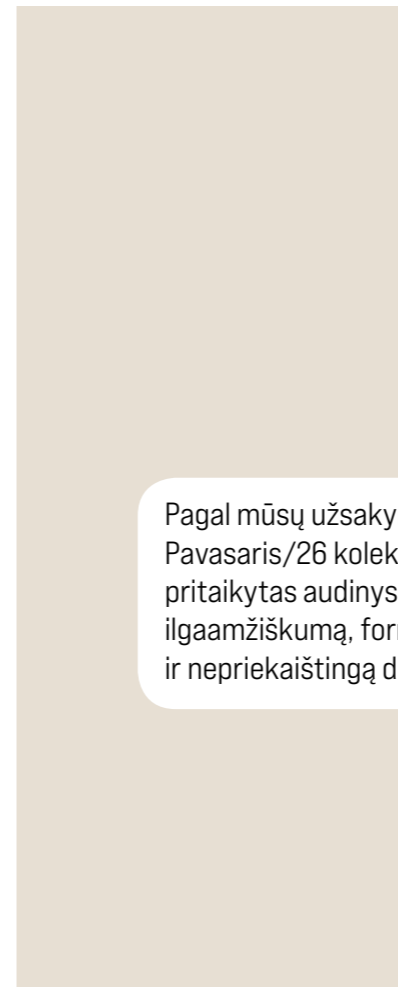 Pagal mūsų užsaky
Pavasaris/26 kolek
pritaikytas audinys
ilgaamžiškumą, for
ir nepriekaištingą d